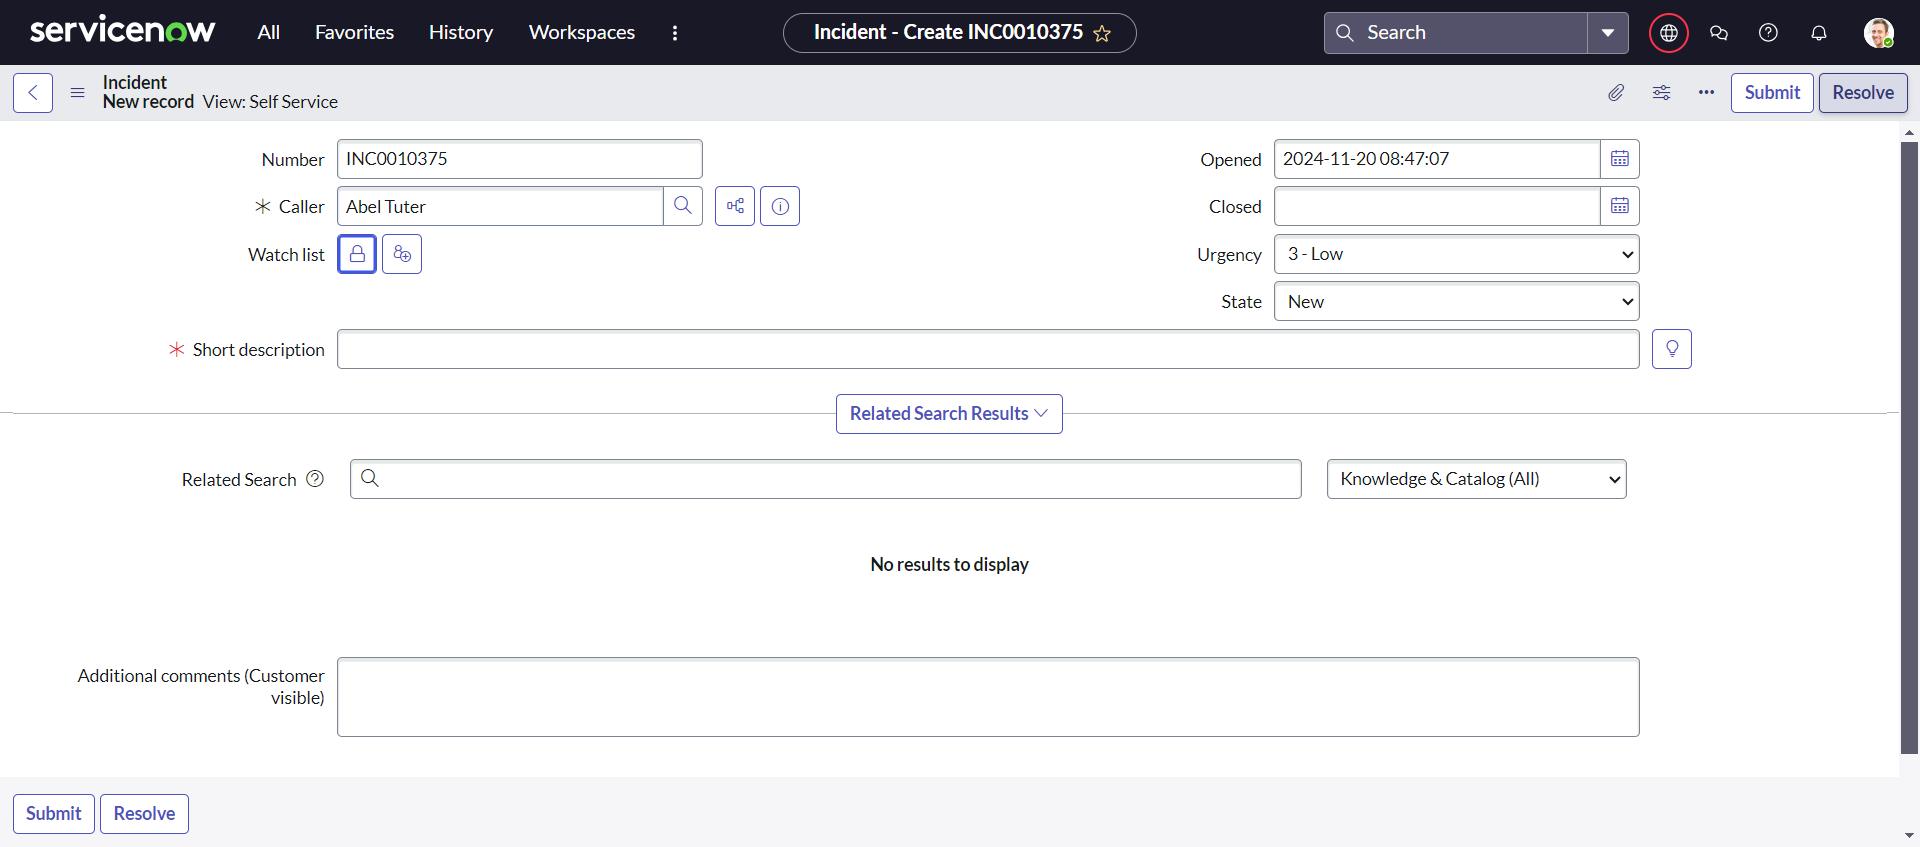 servicenow All Favorites History Workspaces Incident - Create INC0010375 Search
Incident
New record View: Self Service Submit Resolve
Number INC0010375 Opened 2024-11-20 08:47:07
Caller Abel Tuter Closed
Watch list Urgency 3 - Low
State New
Short description
Related Search Results
Related Search Knowledge & Catalog (All)
No results to display
Additional comments (Customer
visible)
Submit Resolve